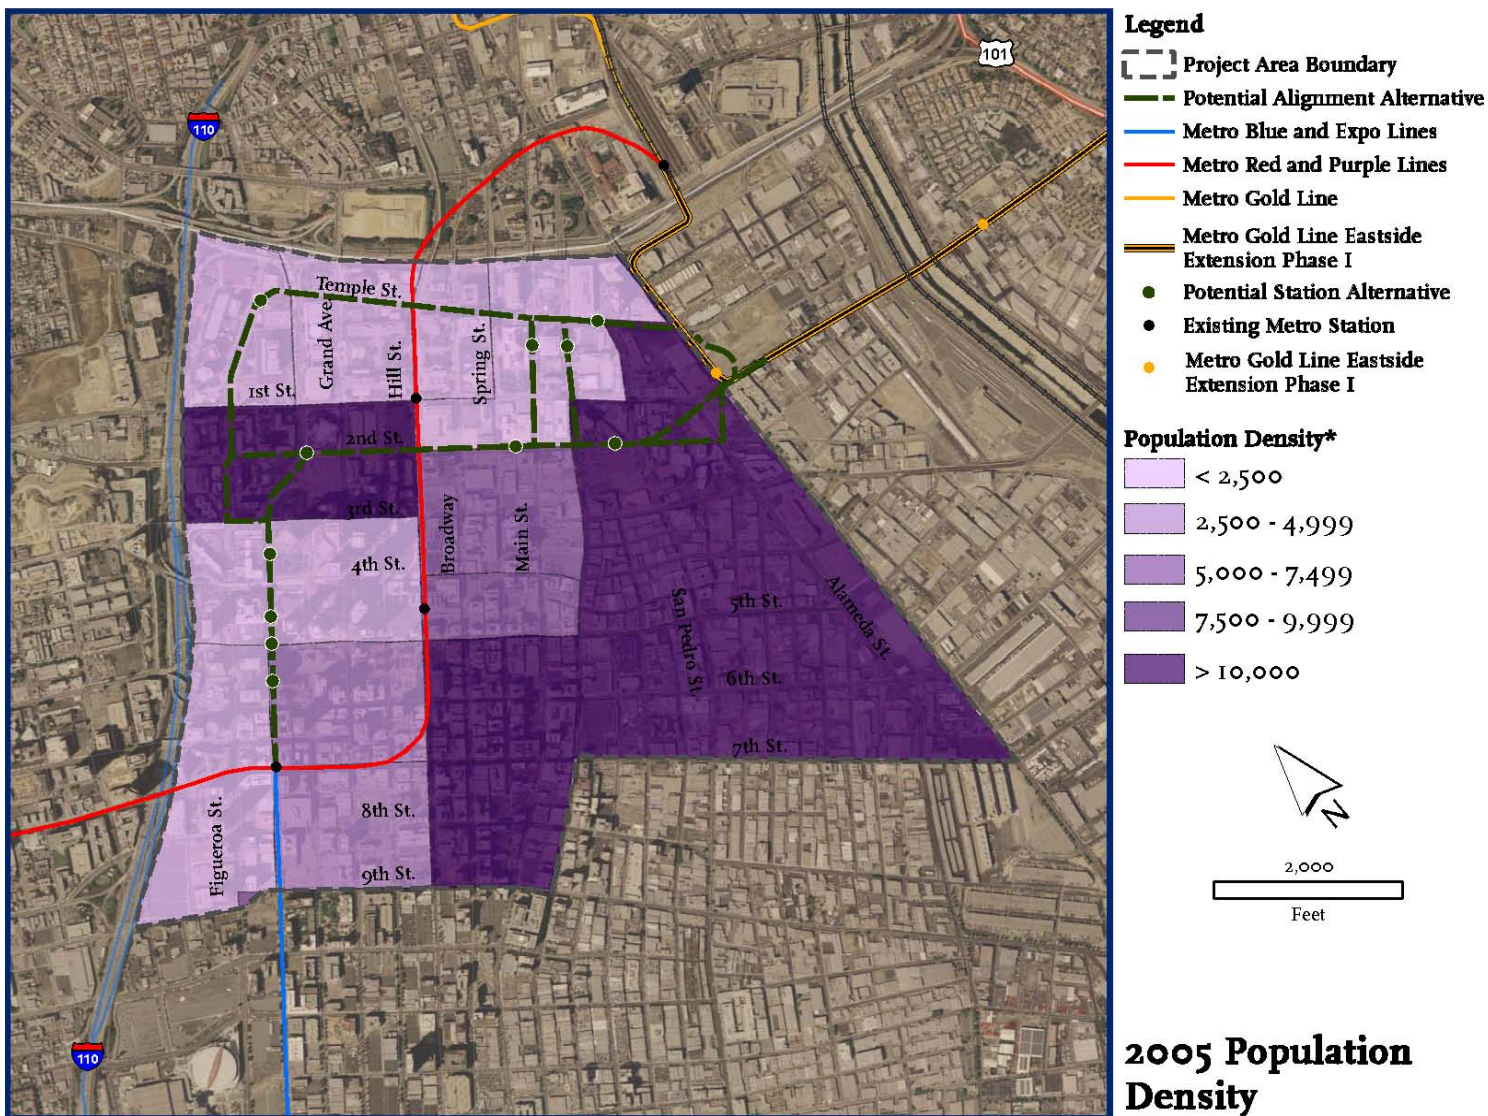 110
101
Temple St.
Grand Ave.
Hill St.
Spring St.
1st St.
2nd St.
3rd St.
Broadway
Main St.
4th St.
San Pedro St.
5th St.
Alameda St.
6th St.
7th St.
Figueroa St.
8th St.
9th St.
110
Legend
Project Area Boundary
Potential Alignment Alternative
Metro Blue and Expo Lines
Metro Red and Purple Lines
Metro Gold Line
Metro Gold Line Eastside
Extension Phase I
Potential Station Alternative
Existing Metro Station
Metro Gold Line Eastside
Extension Phase I
Population Density*
< 2,500
2,500 - 4,999
5,000 - 7,499
7,500 - 9,999
> 10,000
N
2,000
Feet
2005 Population
Density